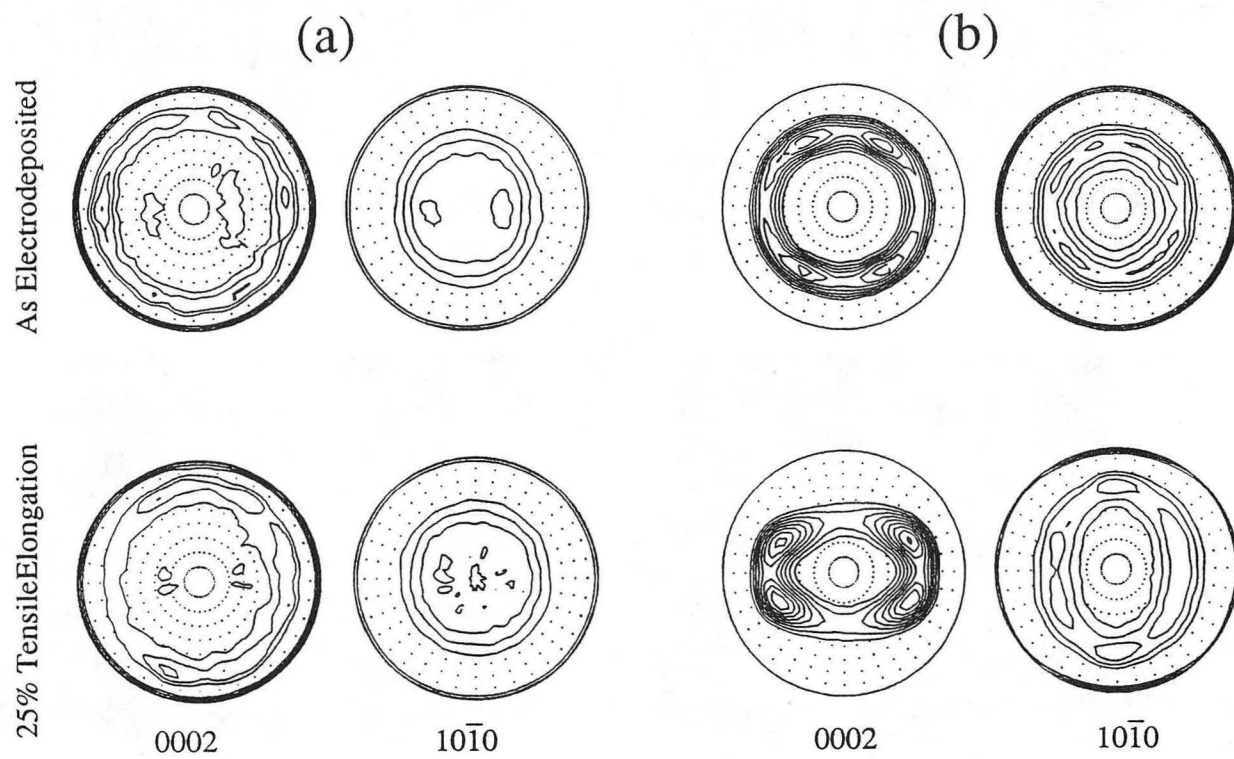 (a)
(b)
As Electrodeposited
25% TensileElongation
0002
101̅0
0002
101̅0